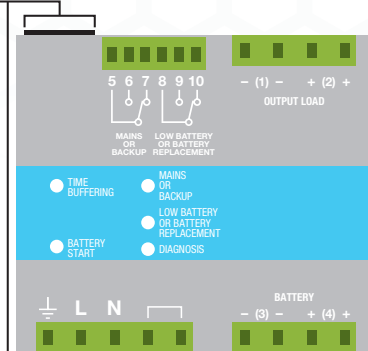 5 6 7 8 9 10
− (1) − + (2) +
OUTPUT LOAD
MAINS
OR
BACKUP
LOW BATTERY
OR BATTERY
REPLACEMENT
TIME
BUFFERING
MAINS
OR
BACKUP
LOW BATTERY
OR BATTERY
REPLACEMENT
BATTERY
START
DIAGNOSIS
L N
BATTERY
− (3) − + (4) +